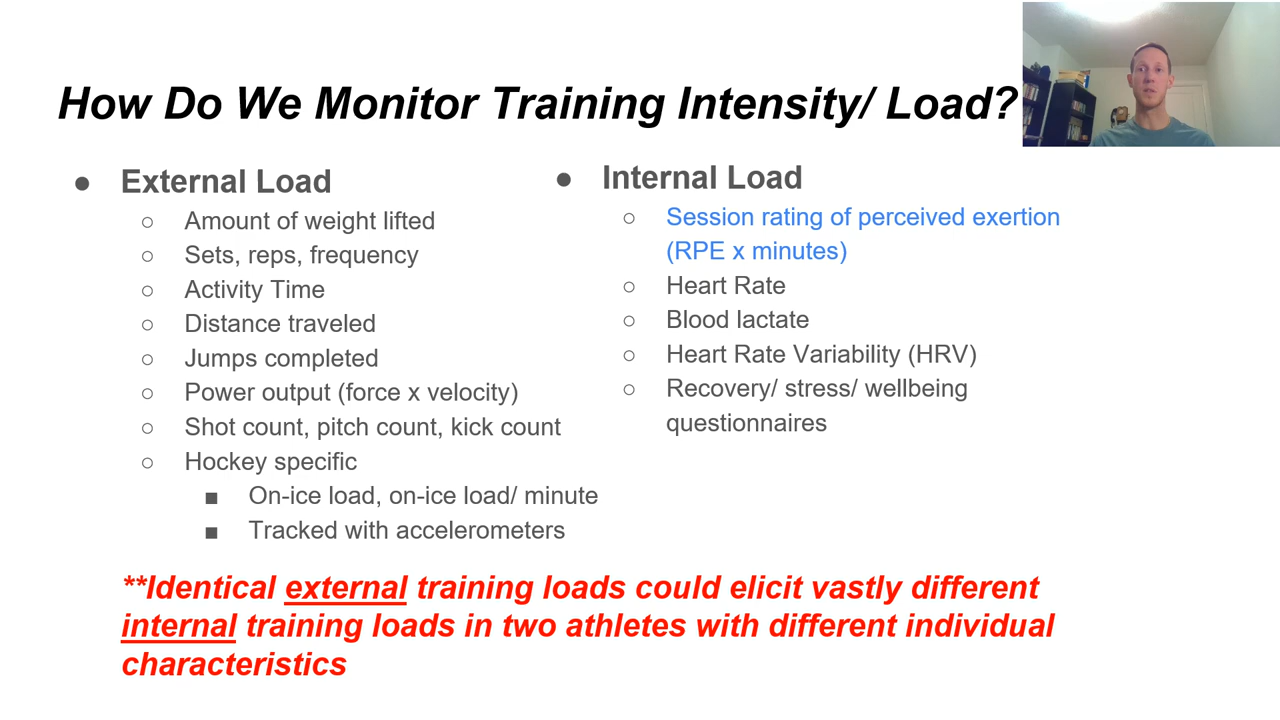 How Do We Monitor Training Intensity/ Load?
● External Load
○ Amount of weight lifted
○ Sets, reps, frequency
○ Activity Time
○ Distance traveled
○ Jumps completed
○ Power output (force x velocity)
○ Shot count, pitch count, kick count
○ Hockey specific
■ On-ice load, on-ice load/ minute
■ Tracked with accelerometers
● Internal Load
○ Session rating of perceived exertion
(RPE x minutes)
○ Heart Rate
○ Blood lactate
○ Heart Rate Variability (HRV)
○ Recovery/ stress/ wellbeing
questionnaires
**Identical external training loads could elicit vastly different
internal training loads in two athletes with different individual
characteristics